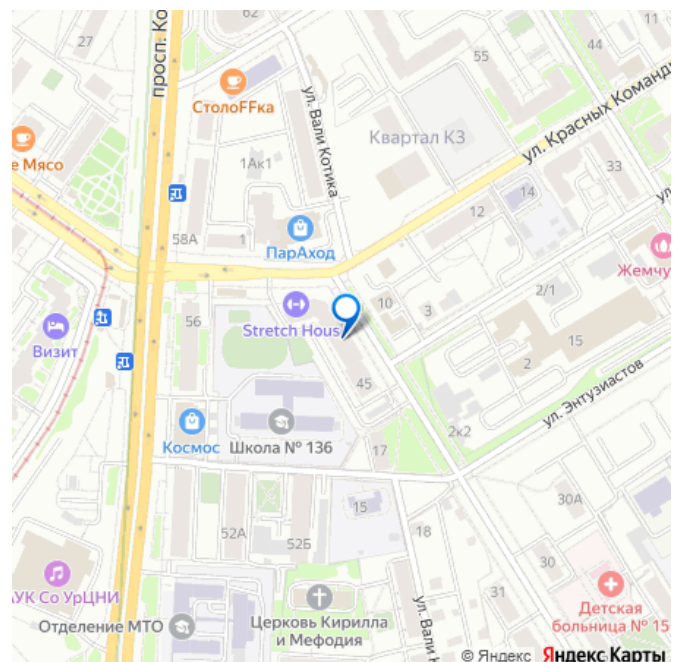 62
27
просп. Ко
55
44
11
СтолоFFка
ул. Вали Котика
Квартал К3
ул. Красных Команди
е Мясо
1Ак1
33
14
12
58А
1
ПарАход
Жемчу
2/1
10
3
56
Stretch Hous
Визит
15
45
2
ул. Энтузиастов
2к2
Космос
Школа № 136
17
30А
52А
15
52Б
18
30
31
АУК Со УрЦНИ
Детская
больница № 15
Отделение МТО
Церковь Кирилла
и Мефодия
ул. Вали К
© Яндекс Яндекс Карты